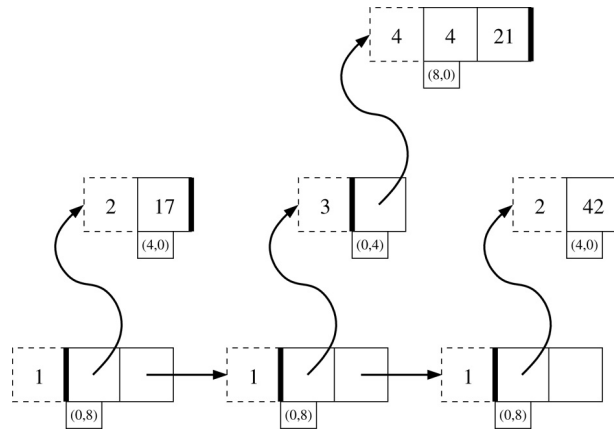 4 4 21
(8,0)
2 17 3 2 42
(4,0) (0,4) (4,0)
1 1 1
(0,8) (0,8) (0,8)